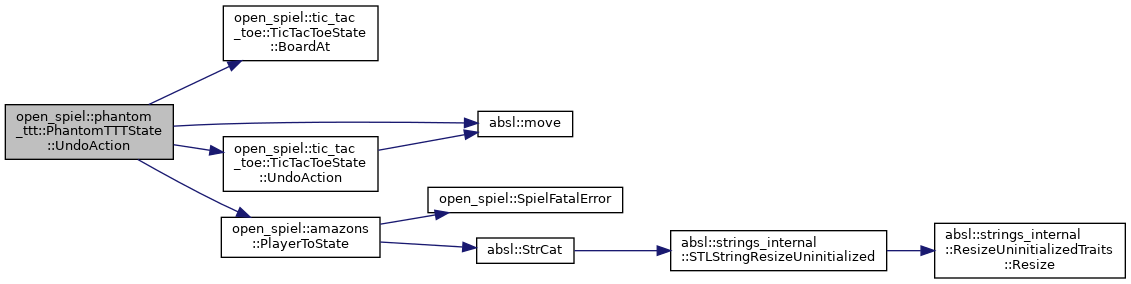 open_spiel::phantom
_ttt::PhantomTTTState
::UndoAction
open_spiel::tic_tac
_toe::TicTacToeState
::BoardAt
absl::move
open_spiel::tic_tac
_toe::TicTacToeState
::UndoAction
open_spiel::amazons
::PlayerToState
open_spiel::SpielFatalError
absl::StrCat
absl::strings_internal
::STLStringResizeUninitialized
absl::strings_internal
::ResizeUninitializedTraits
::Resize